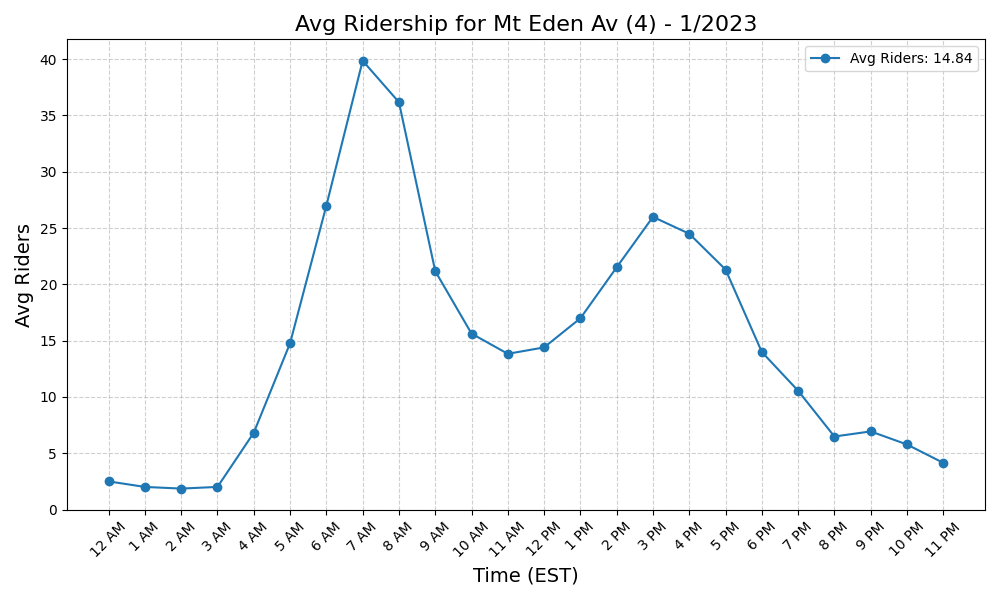 Avg Ridership for Mt Eden Av (4) - 1/2023
Avg Riders: 14.84
Avg Riders
40
35
30
25
20
15
10
5
0
12 AM
1 AM
2 AM
3 AM
4 AM
5 AM
6 AM
7 AM
8 AM
9 AM
10 AM
11 AM
12 PM
1 PM
2 PM
3 PM
4 PM
5 PM
6 PM
7 PM
8 PM
9 PM
10 PM
11 PM
Time (EST)